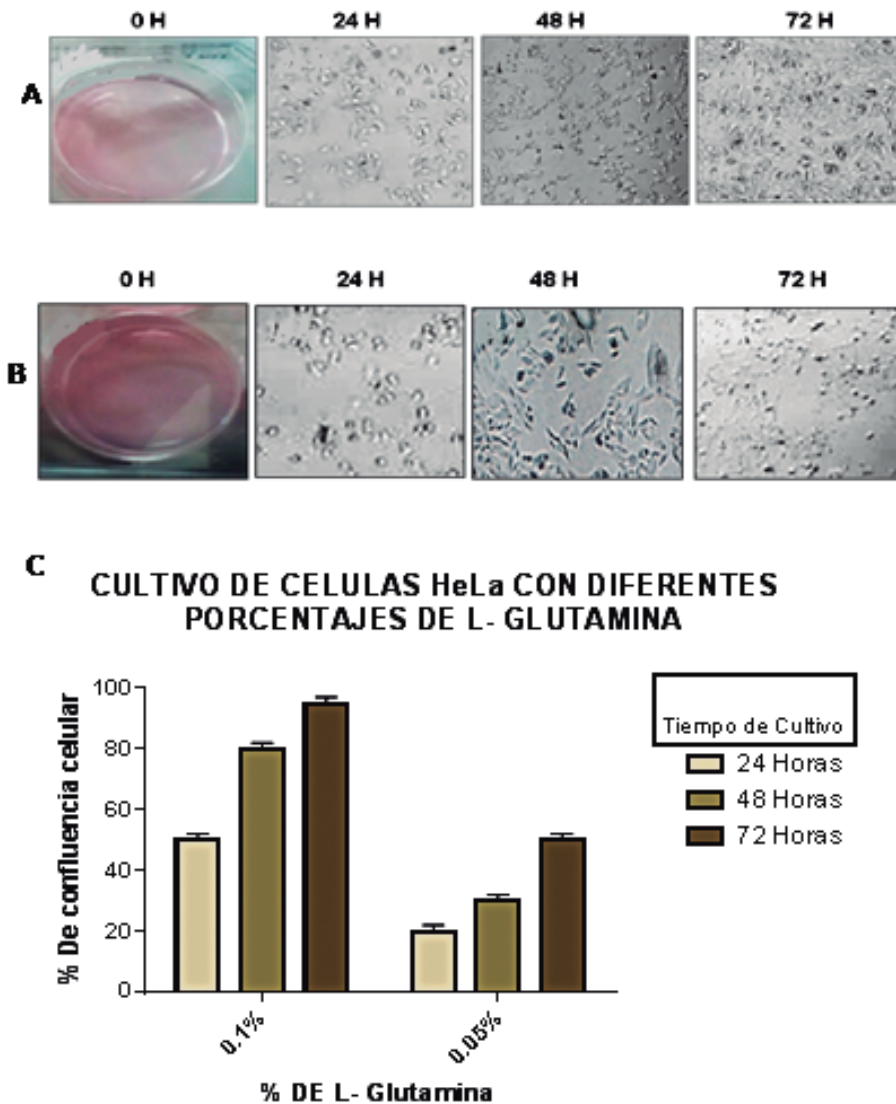 0 H 24 H 48 H 72 H
A
0 H 24 H 48 H 72 H
B
C
CULTIVO DE CELULAS HeLa CON DIFERENTES
PORCENTAJES DE L- GLUTAMINA
% De confluencia celular
100
80
60
40
20
0
0.1% 0.05%
% DE L- Glutamina
Tiempo de Cultivo
24 Horas
48 Horas
72 Horas